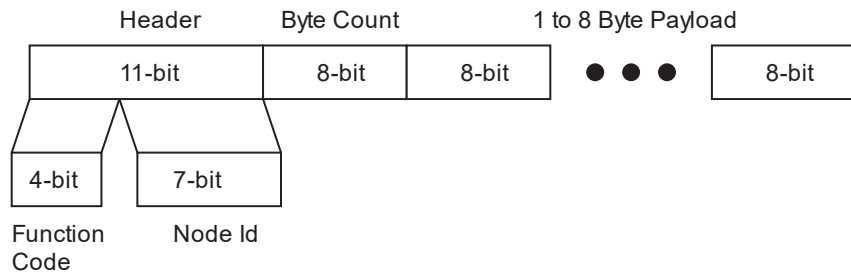 Header Byte Count 1 to 8 Byte Payload
11-bit 8-bit 8-bit 8-bit
4-bit 7-bit
Function Node Id
Code